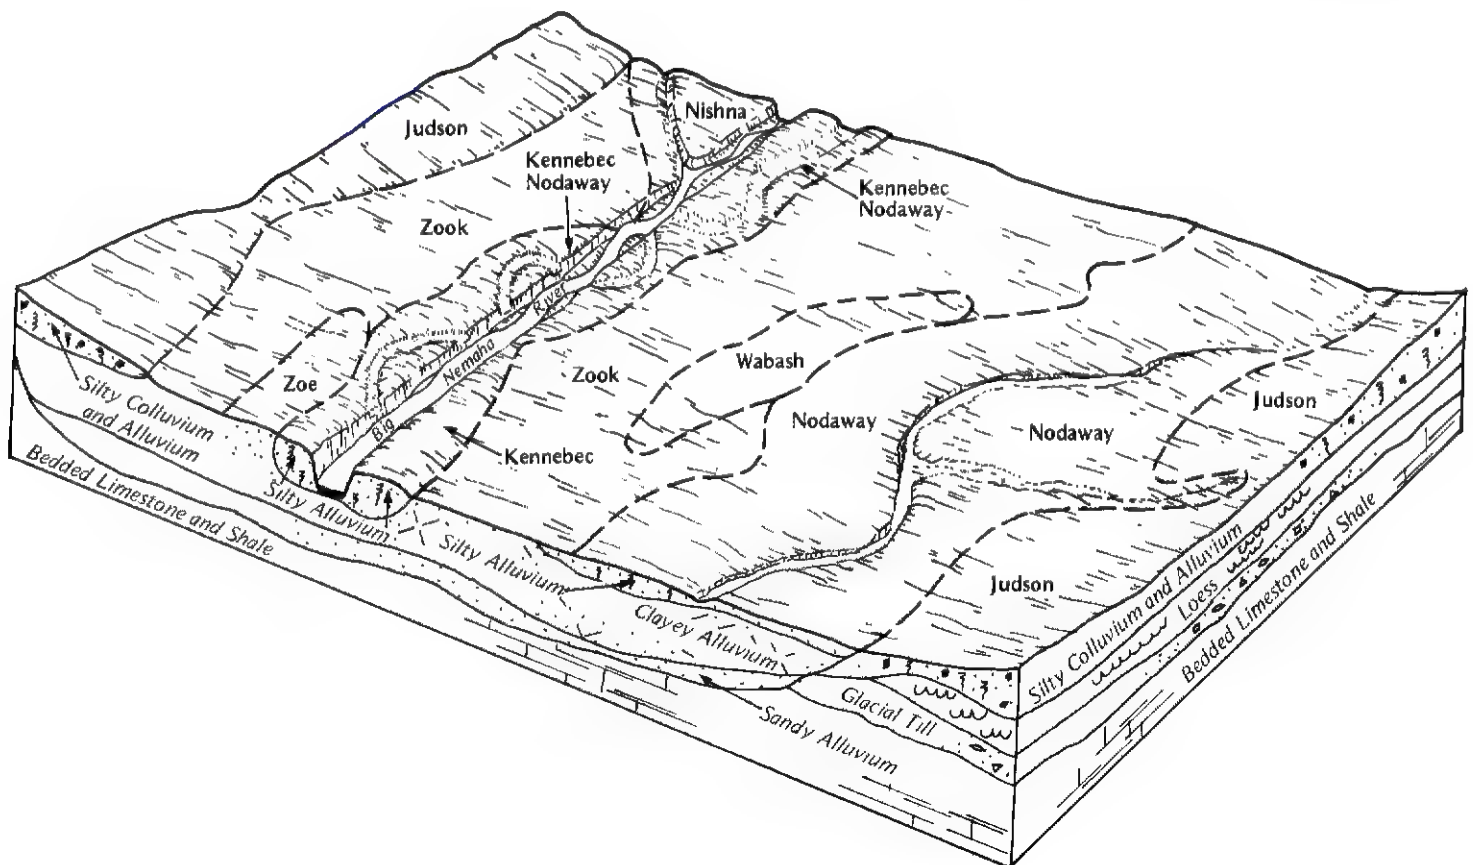 Judson
Nishna
Kennebec
Nodaway
Kennebec
Nodaway
Zook
Zoe
Big Nemaha River
Zook
Wabash
Kennebec
Nodaway
Nodaway
Judson
Judson
Silty Colluvium
and Alluvium
Silty Alluvium
Silty Alluvium
Clayey Alluvium
Bedded Limestone and Shale
Glacial Till
Sandy Alluvium
Silty Colluvium and Alluvium
Loess
Bedded Limestone and Shale